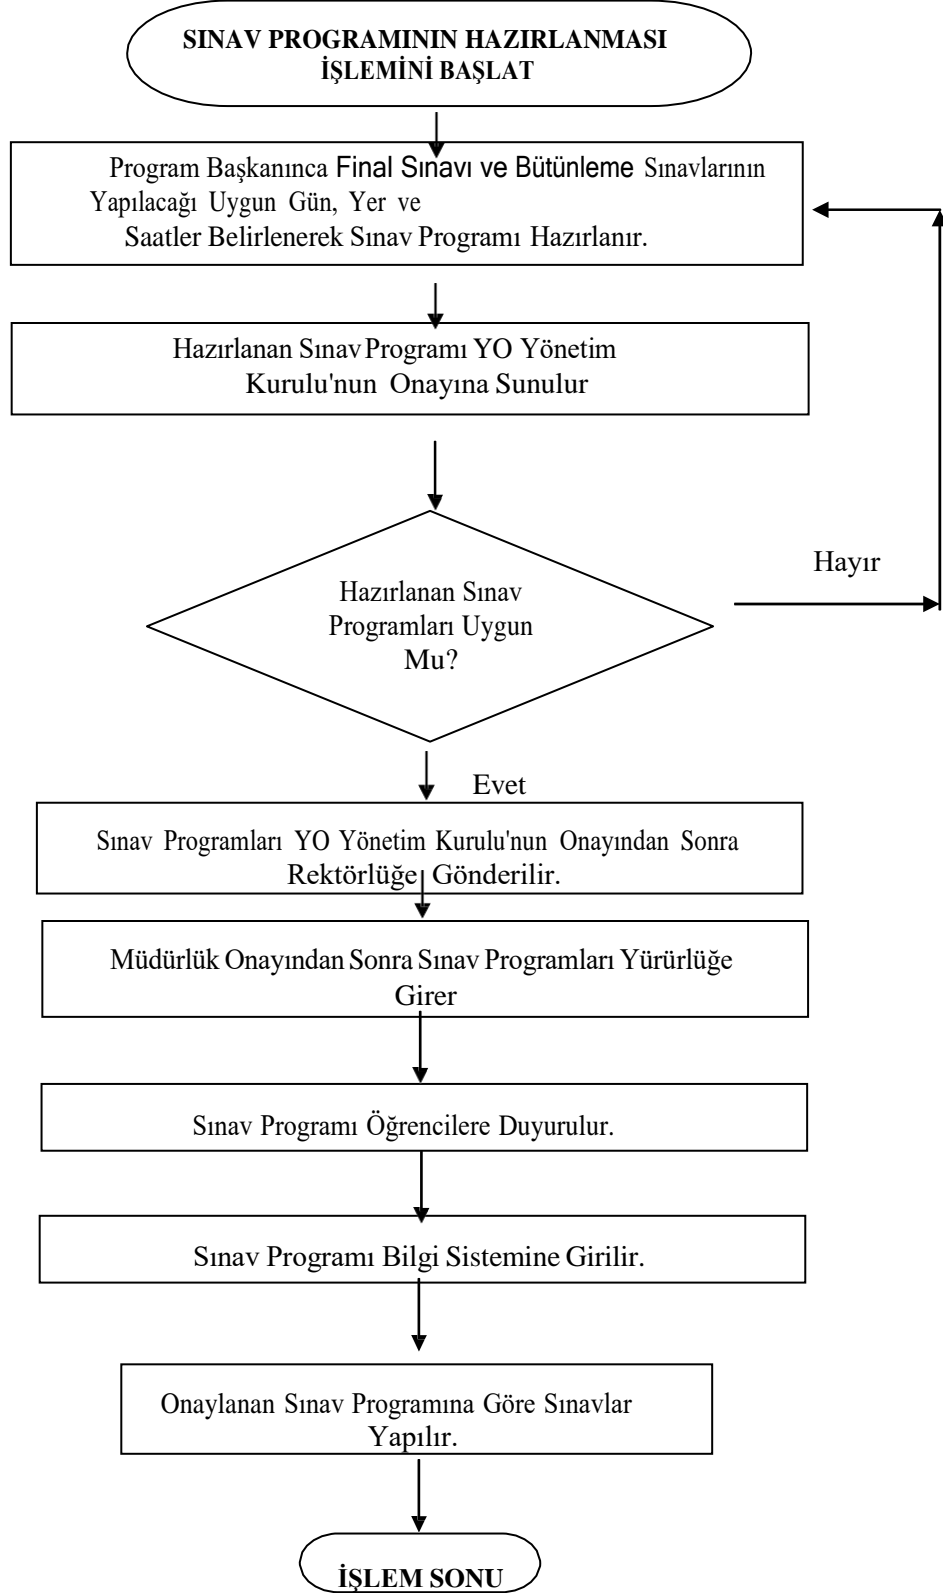 SINAV PROGRAMININ HAZIRLANMASI
İŞLEMİNİ BAŞLAT
Program Başkanınca Final Sınavı ve Bütünleme Sınavlarının
Yapılacağı Uygun Gün, Yer ve
Saatler Belirlenerek Sınav Programı Hazırlanır.
Hazırlanan Sınav Programı YO Yönetim
Kurulu'nun Onayına Sunulur
Hayır
Hazırlanan Sınav
Programları Uygun
Mu?
Evet
Sınav Programları YO Yönetim Kurulu'nun Onayından Sonra
Rektörlüğe Gönderilir.
Müdürlük Onayından Sonra Sınav Programları Yürürlüğe
Girer
Sınav Programı Öğrencilere Duyurulur.
Sınav Programı Bilgi Sistemine Girilir.
Onaylanan Sınav Programına Göre Sınavlar
Yapılır.
İŞLEM SONU